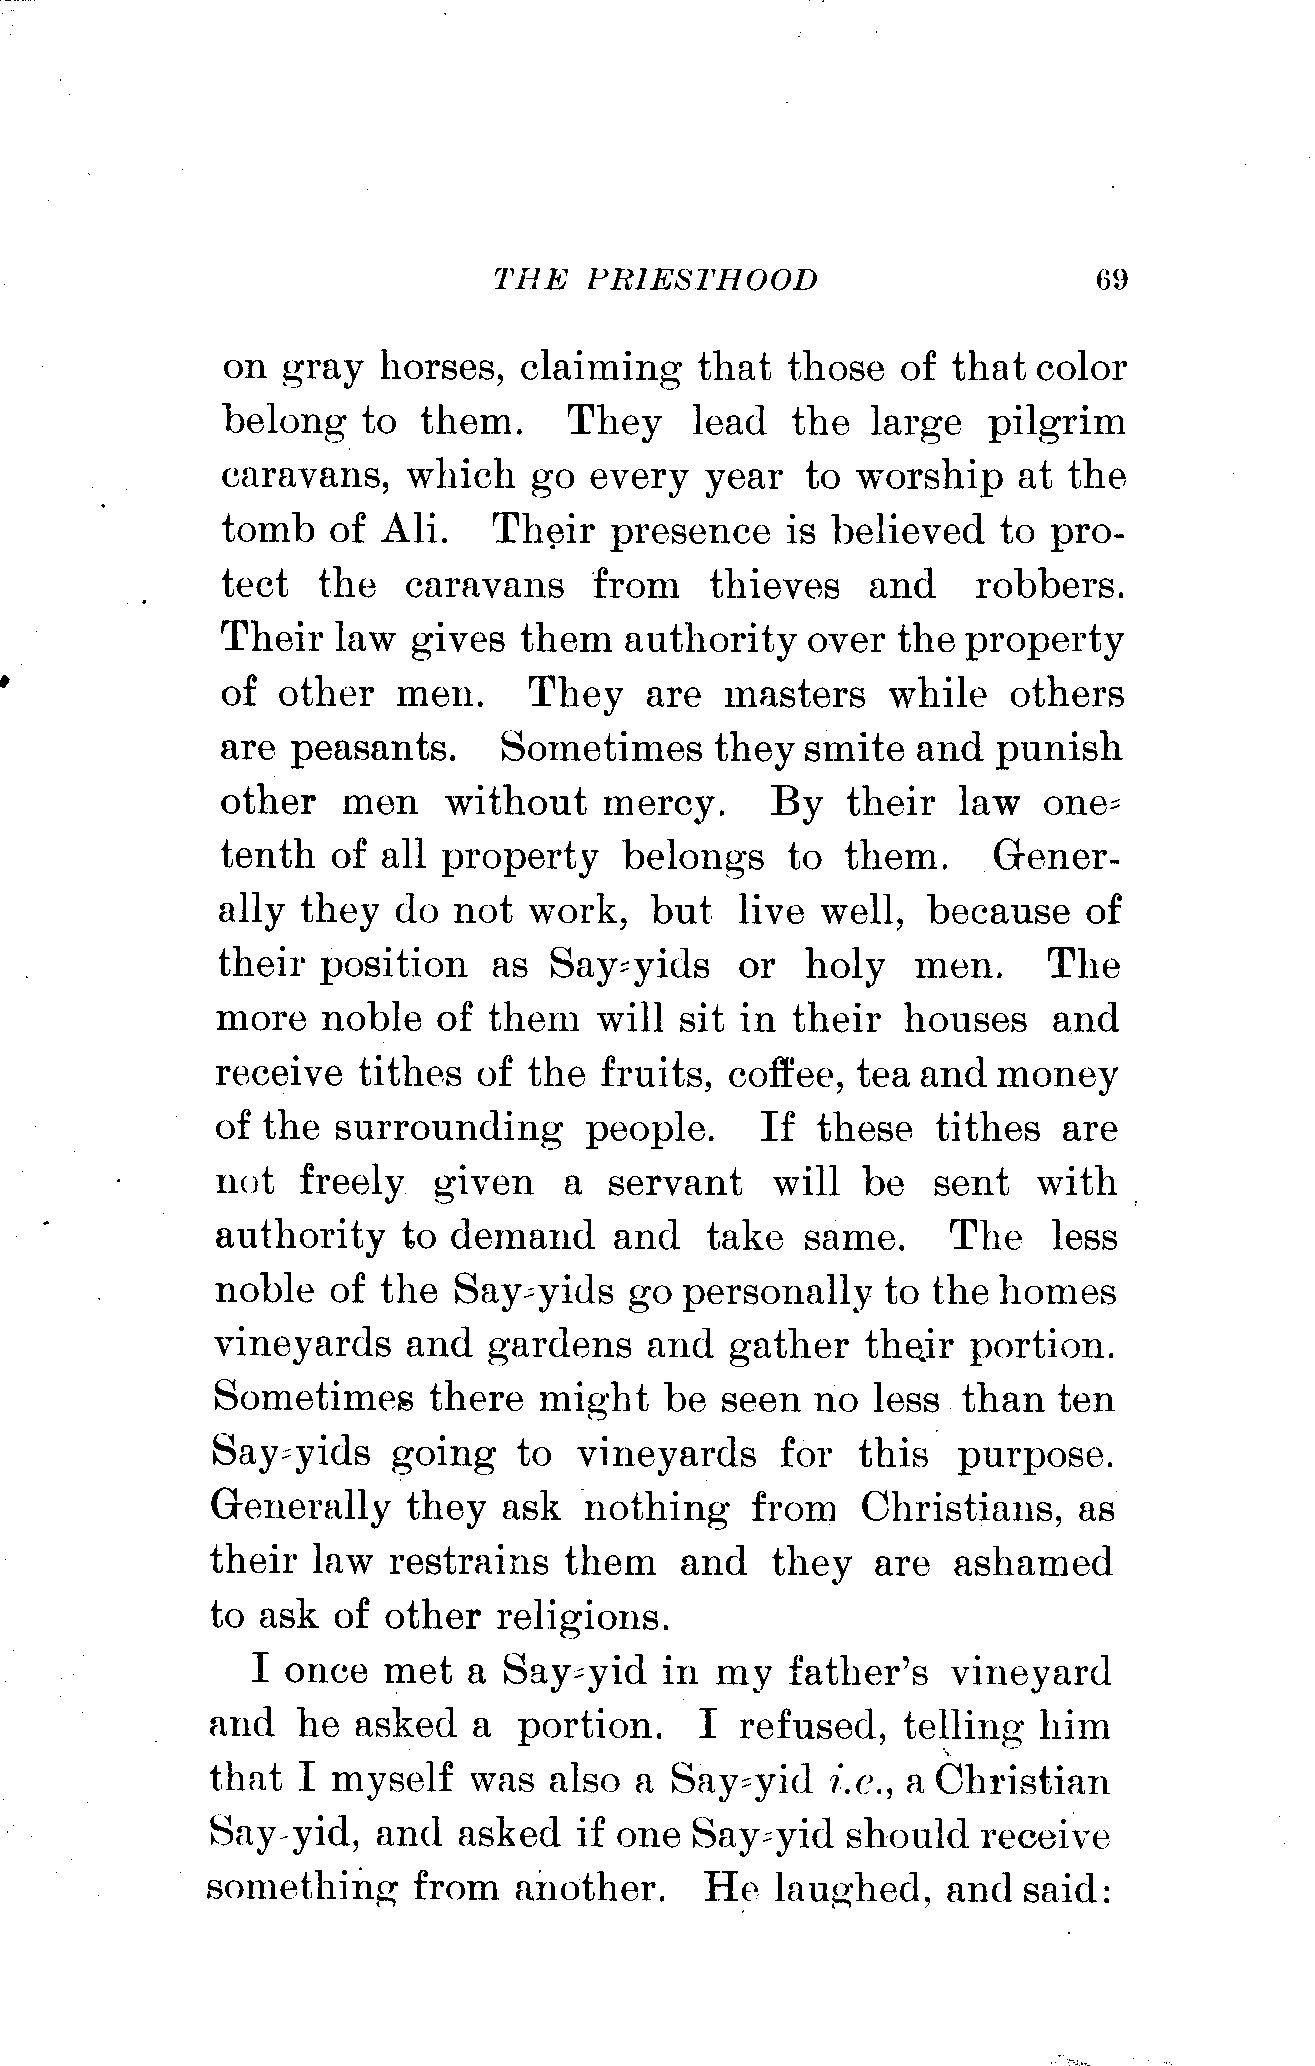 THE PRIESTHOOD 69
on gray horses, claiming that those of that color
belong to them. They lead the large pilgrim
caravans, which go every year to worship at the
tomb of Ali. Their presence is believed to pro-
tect the caravans from thieves and robbers.
Their law gives them authority over the property
of other men. They are masters while others
are peasants. Sometimes they smite and punish
other men without mercy. By their law one-
tenth of all property belongs to them. Gener-
ally they do not work, but live well, because of
their position as Say-yids or holy men. The
more noble of them will sit in their houses and
receive tithes of the fruits, coffee, tea and money
of the surrounding people. If these tithes are
not freely given a servant will be sent with
authority to demand and take same. The less
noble of the Say-yids go personally to the homes
vineyards and gardens and gather their portion.
Sometimes there might be seen no less than ten
Say-yids going to vineyards for this purpose.
Generally they ask nothing from Christians, as
their law restrains them and they are ashamed
to ask of other religions.
I once met a Say-yid in my father's vineyard
and he asked a portion. I refused, telling him
that I myself was also a Say-yid i.e., a Christian
Say-yid, and asked if one Say-yid should receive
something from another. He laughed, and said: